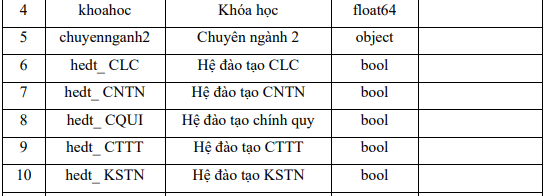 4 khoahoc Khóa học float64
5 chuyennganh2 Chuyên ngành 2 object
6 hedt_ CLC Hệ đào tạo CLC bool
7 hedt_ CNTN Hệ đào tạo CNTN bool
8 hedt_ CQUI Hệ đào tạo chính quy bool
9 hedt_ CTTT Hệ đào tạo CTTT bool
10 hedt_ KSTN Hệ đào tạo KSTN bool